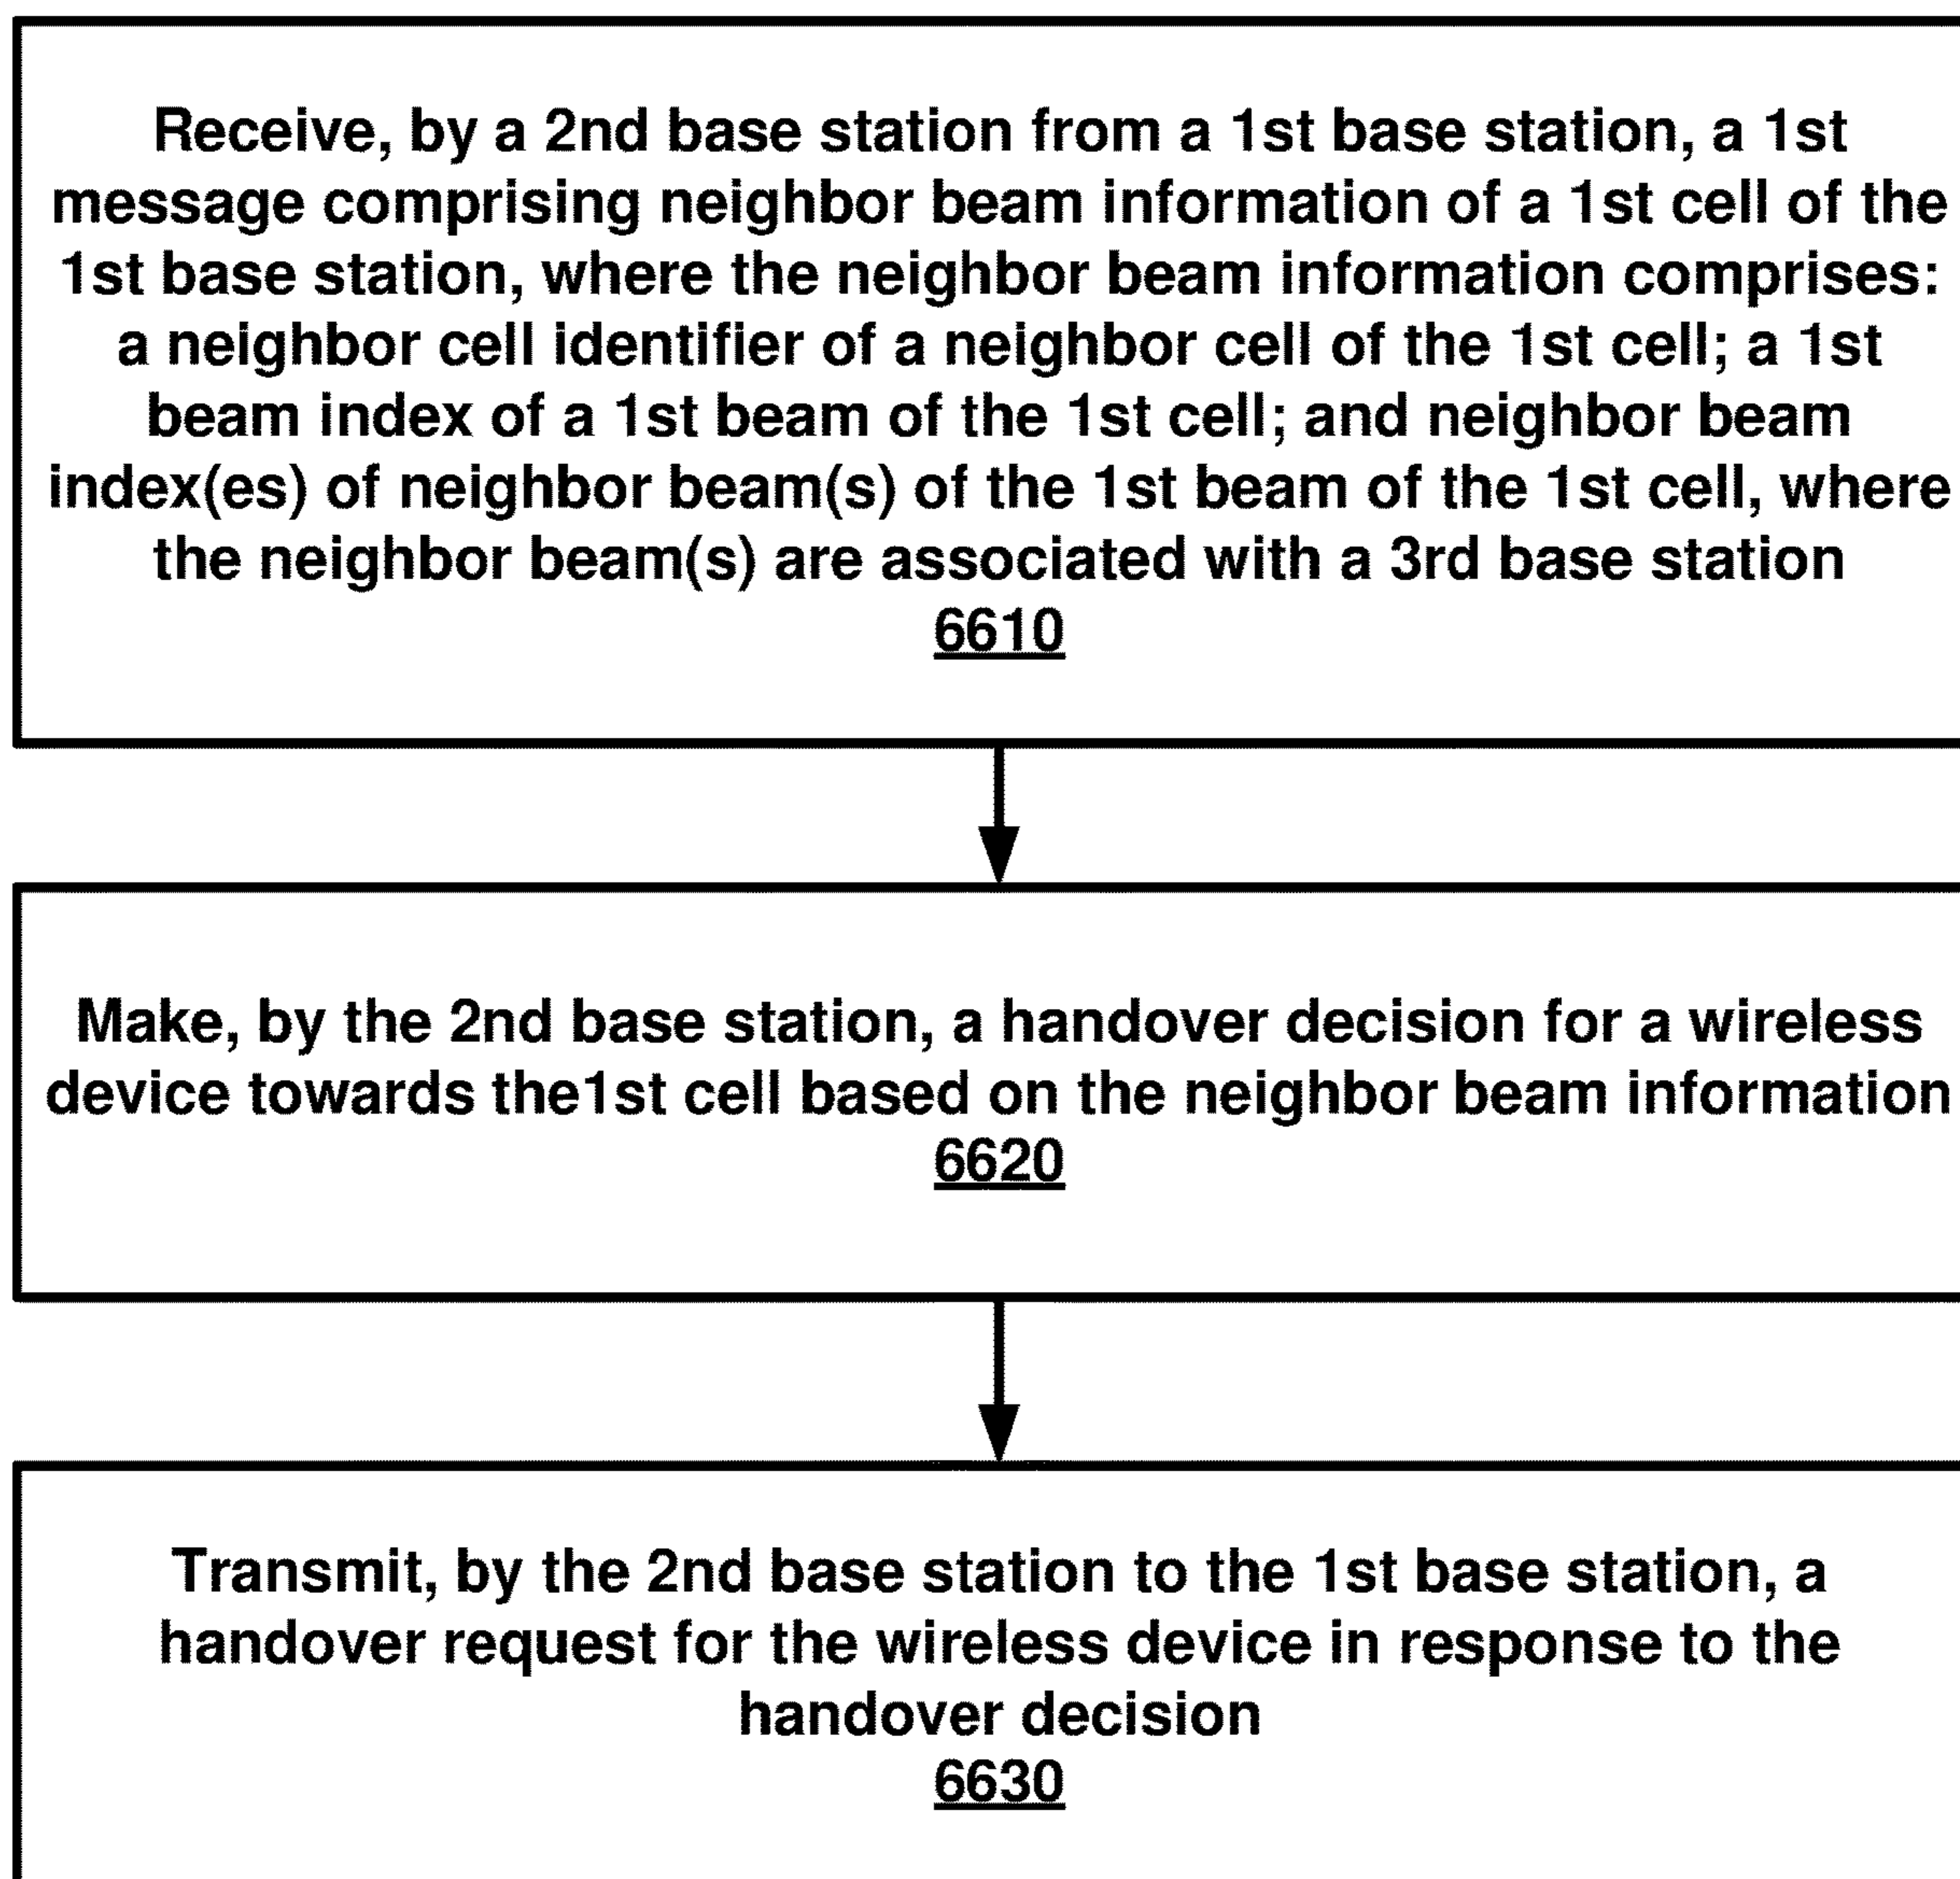 Receive, by a 2nd base station from a 1st base station, a 1st
message comprising neighbor beam information of a 1st cell of the
1st base station, where the neighbor beam information comprises:
a neighbor cell identifier of a neighbor cell of the 1st cell; a 1st
beam index of a 1st beam of the 1st cell; and neighbor beam
index(es) of neighbor beam(s) of the 1st beam of the 1st cell, where
the neighbor beam(s) are associated with a 3rd base station
6610
Make, by the 2nd base station, a handover decision for a wireless
device towards the1st cell based on the neighbor beam information
6620
Transmit, by the 2nd base station to the 1st base station, a
handover request for the wireless device in response to the
handover decision
6630